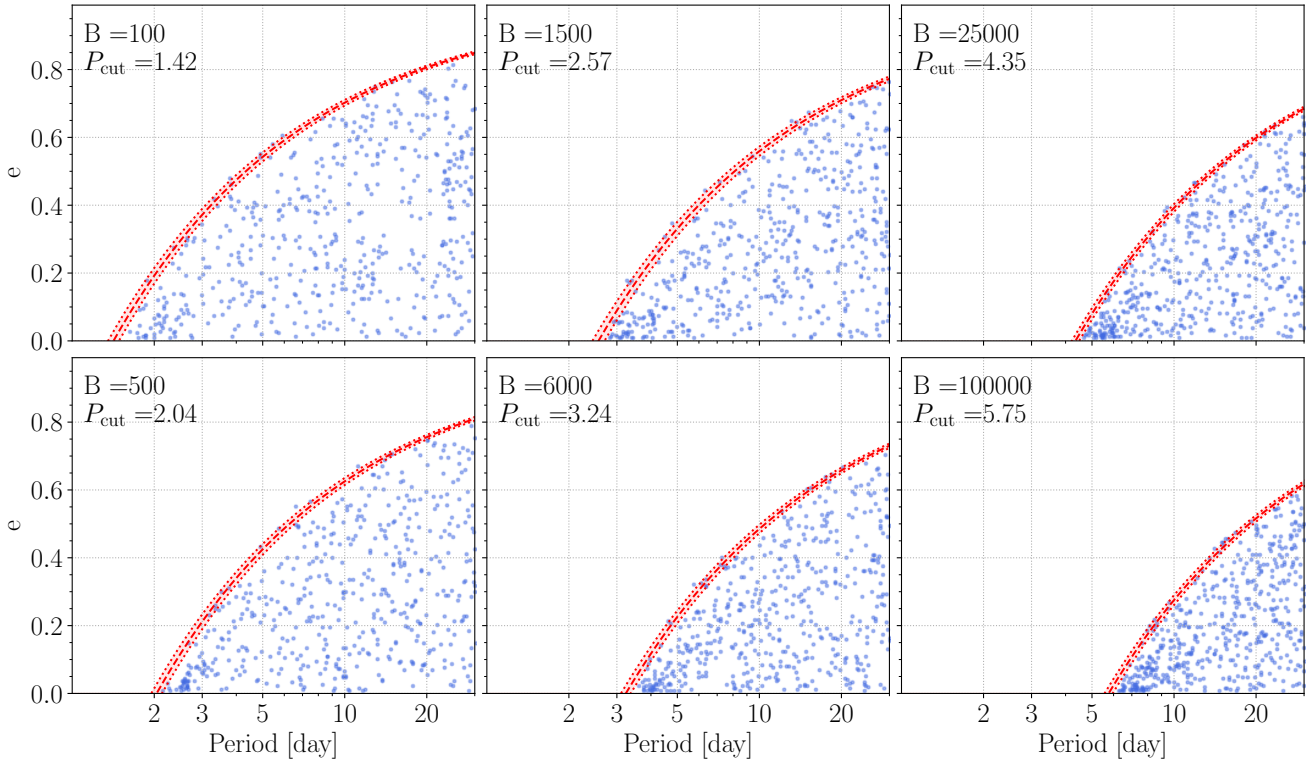 B =100
P_cut =1.42
B =1500
P_cut =2.57
B =25000
P_cut =4.35
0.8
0.6
0.4
0.2
0.0
e
B =500
P_cut =2.04
B =6000
P_cut =3.24
B =100000
P_cut =5.75
0.8
0.6
0.4
0.2
0.0
e
2 3 5 10 20
2 3 5 10 20
2 3 5 10 20
Period [day]
Period [day]
Period [day]